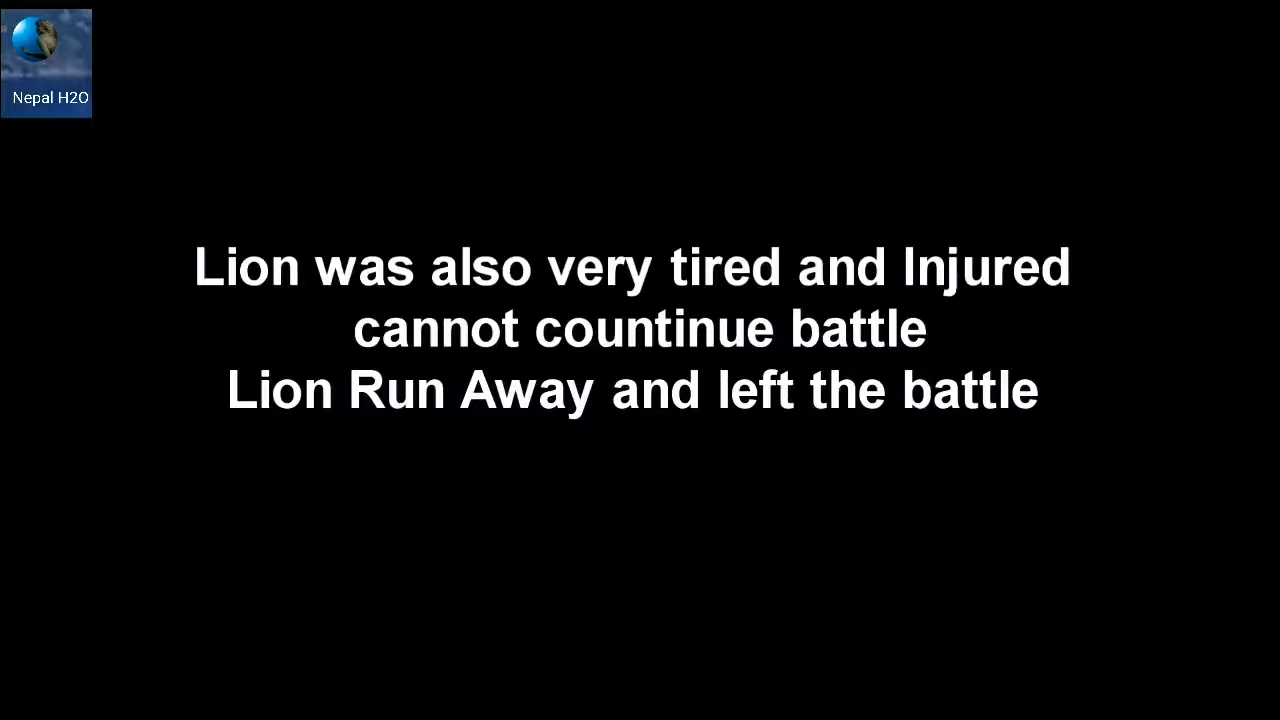 Nepal H2O
Lion was also very tired and Injured
cannot countinue battle
Lion Run Away and left the battle